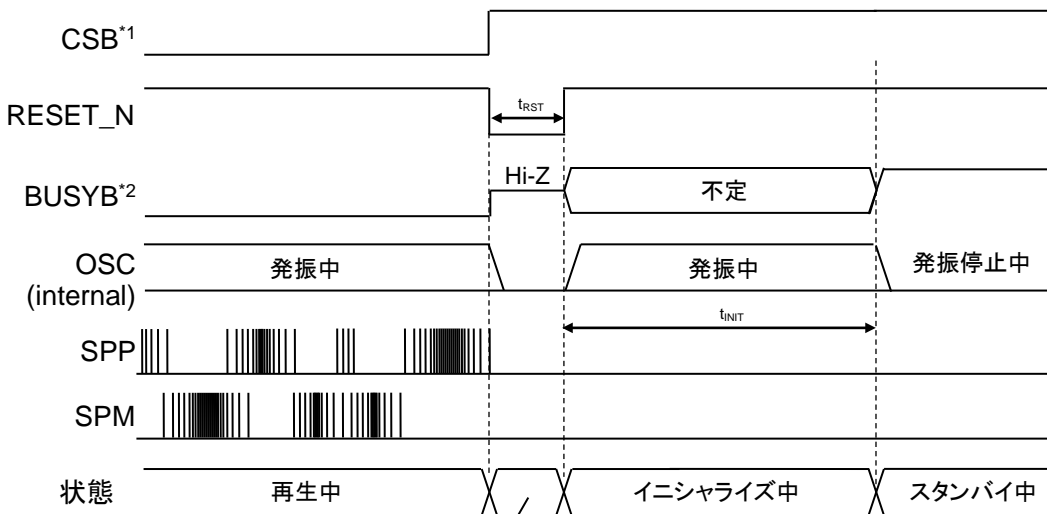 CSB*1
RESET_N
tRST
BUSYB*2
Hi-Z
不定
OSC
(internal)
発振中
発振中
発振停止中
tINIT
SPP
SPM
状態
再生中
イニシャライズ中
スタンバイ中